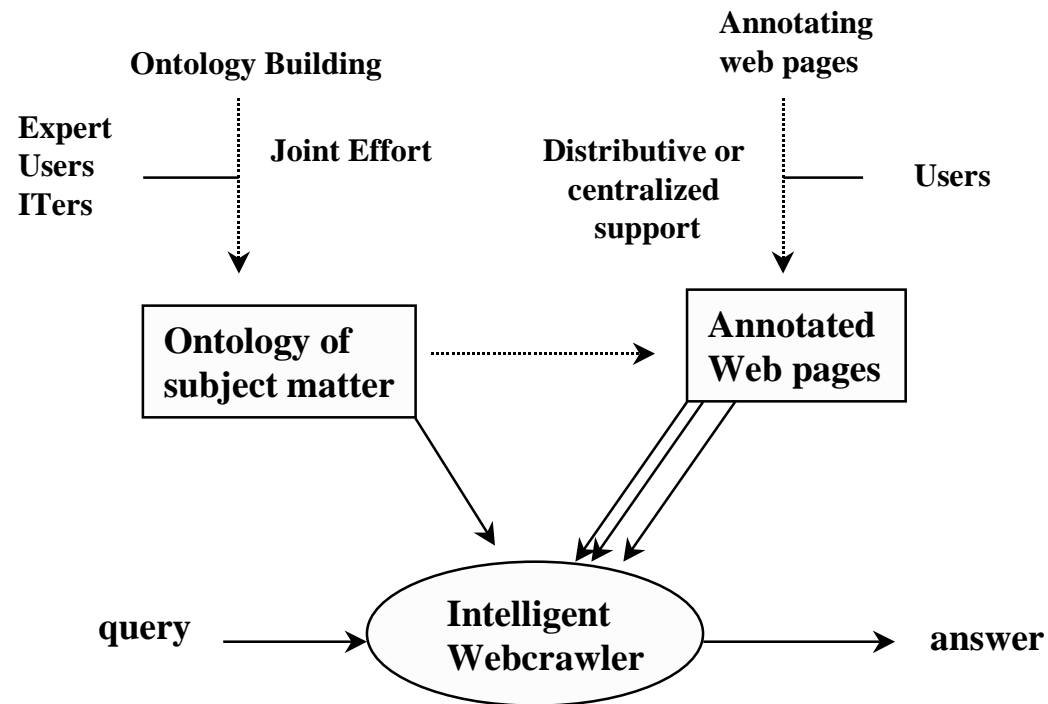 Ontology Building
Annotating
web pages
Expert
Users
ITers
Joint Effort
Distributive or
centralized
support
Users
Ontology of
subject matter
Annotated
Web pages
query
Intelligent
Webcrawler
answer